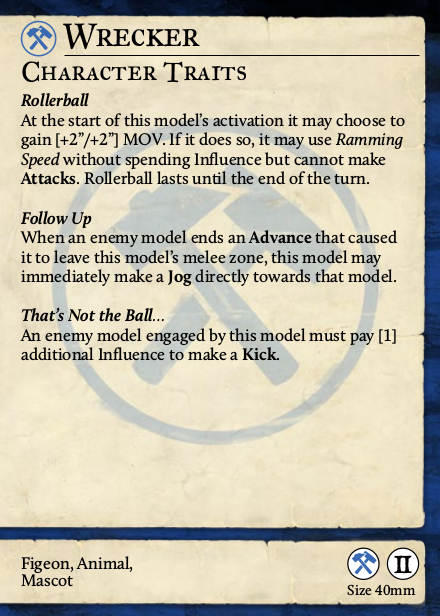 Wrecker
Character Traits
Rollerball
At the start of this model's activation it may choose to
gain [+2”/+2”] MOV. If it does so, it may use Ramming
Speed without spending Influence but cannot make
Attacks. Rollerball lasts until the end of the turn.
Follow Up
When an enemy model ends an Advance that caused
it to leave this model's melee zone, this model may
immediately make a Jog directly towards that model.
That's Not the Ball...
An enemy model engaged by this model must pay [1]
additional Influence to make a Kick.
Figeon, Animal,
Mascot
II
Size 40mm